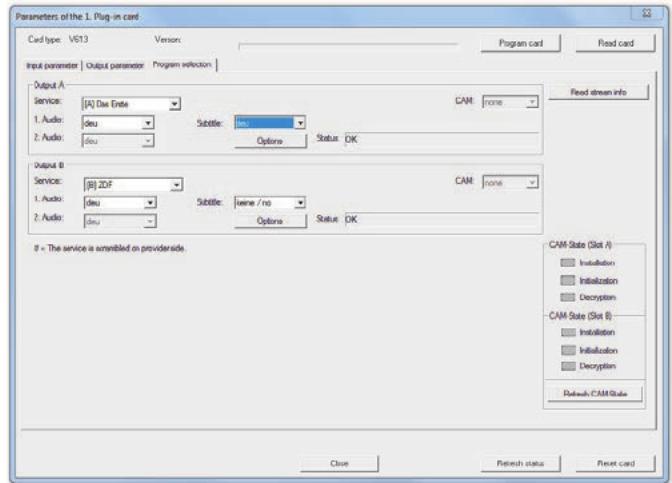 Parameters of the 1. Plug-in card
Card type: V613 Version: Program card Read card
Input parameter Output parameter Program selection
Output A
Service: [A] Das Erste CAM: none Read stream info
1. Audio: deu Subtitle: deu
2. Audio: deu Options Status: OK
Output B
Service: [B] ZDF CAM: none
1. Audio: deu Subtitle: keine / no
2. Audio: deu Options Status: OK
# = The service is scrambled on providerside.
CAM-State (Slot A)
Installation
Initialization
Decryption
CAM-State (Slot B)
Installation
Initialization
Decryption
Refresh CAM State
Close Refresh status Reset card